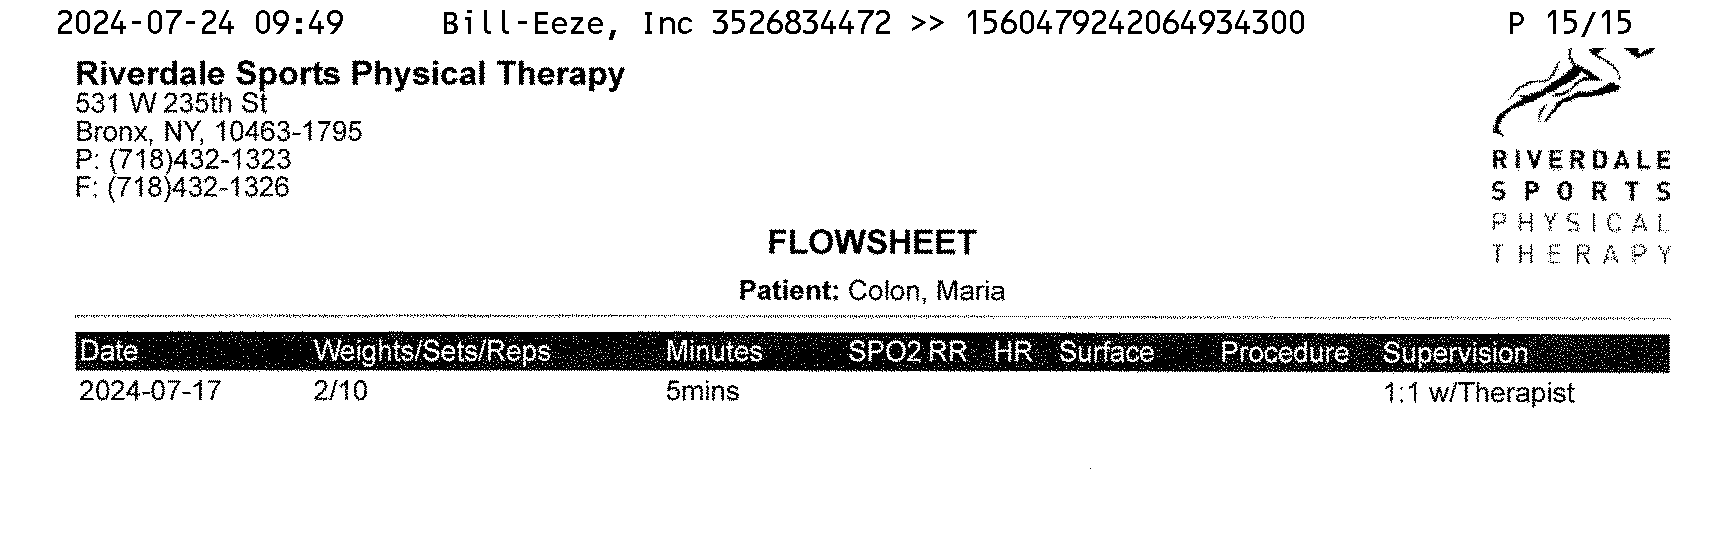 2024-07-24 09:49 Bill-Eeze, Inc 3526834472 >> 1560479242064934300 P 15/15
Riverdale Sports Physical Therapy
531 W 235th St
Bronx, NY, 10463-1795
P: (718)432-1323
F: (718)432-1326
RIVERDALE
SPORTS
PHYSICAL
THERAPY
FLOWSHEET
Patient: Colon, Maria
Date Weights/Sets/Reps Minutes SPO2 RR HR Surface Procedure Supervision
2024-07-17 2/10 5mins 1:1 w/Therapist